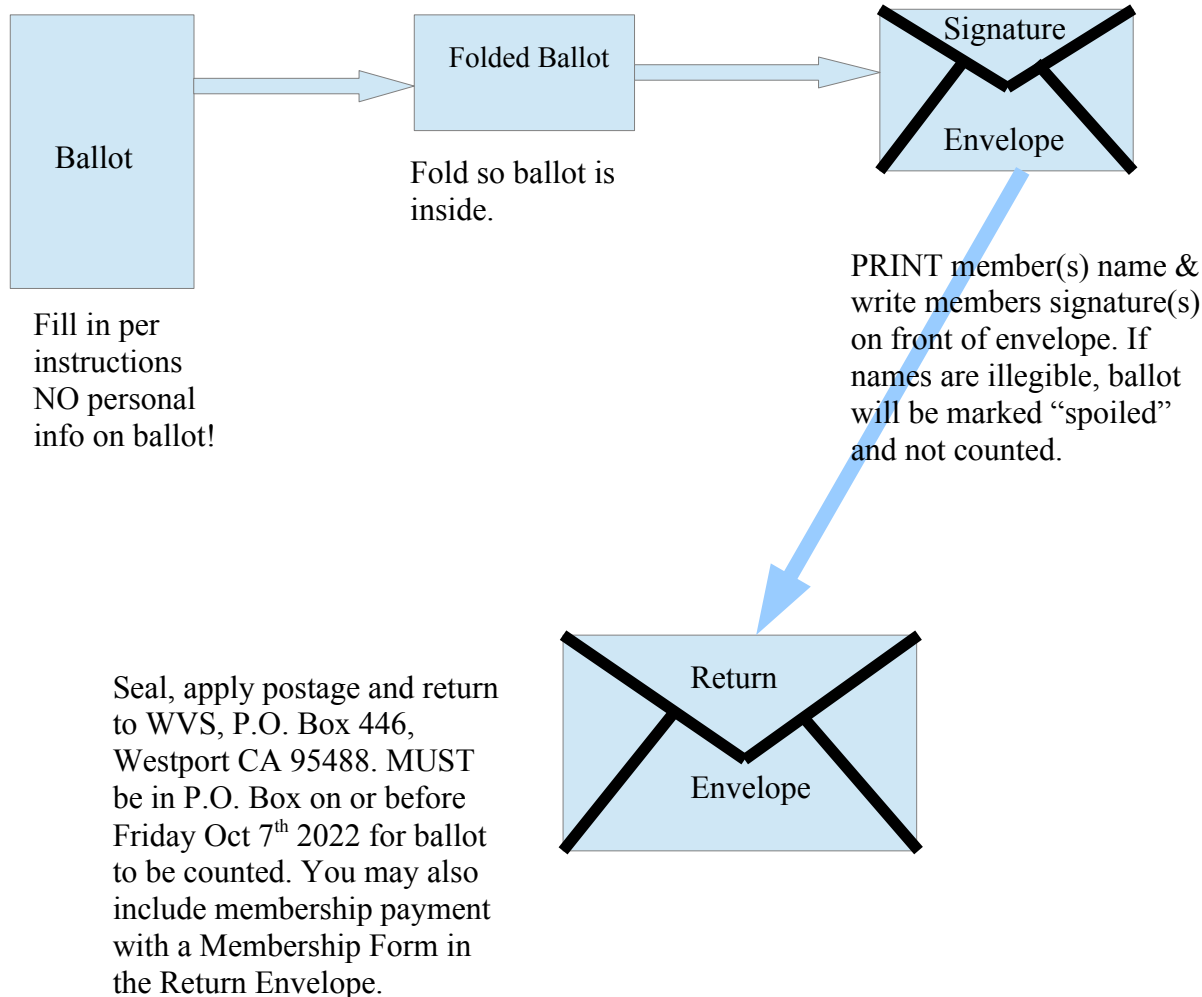 Ballot
Fill in per
instructions
NO personal
info on ballot!
Folded Ballot
Fold so ballot is
inside.
Signature
Envelope
PRINT member(s) name &
write members signature(s)
on front of envelope. If
names are illegible, ballot
will be marked “spoiled”
and not counted.
Return
Envelope
Seal, apply postage and return
to WVS, P.O. Box 446,
Westport CA 95488. MUST
be in P.O. Box on or before
Friday Oct 7th 2022 for ballot
to be counted. You may also
include membership payment
with a Membership Form in
the Return Envelope.